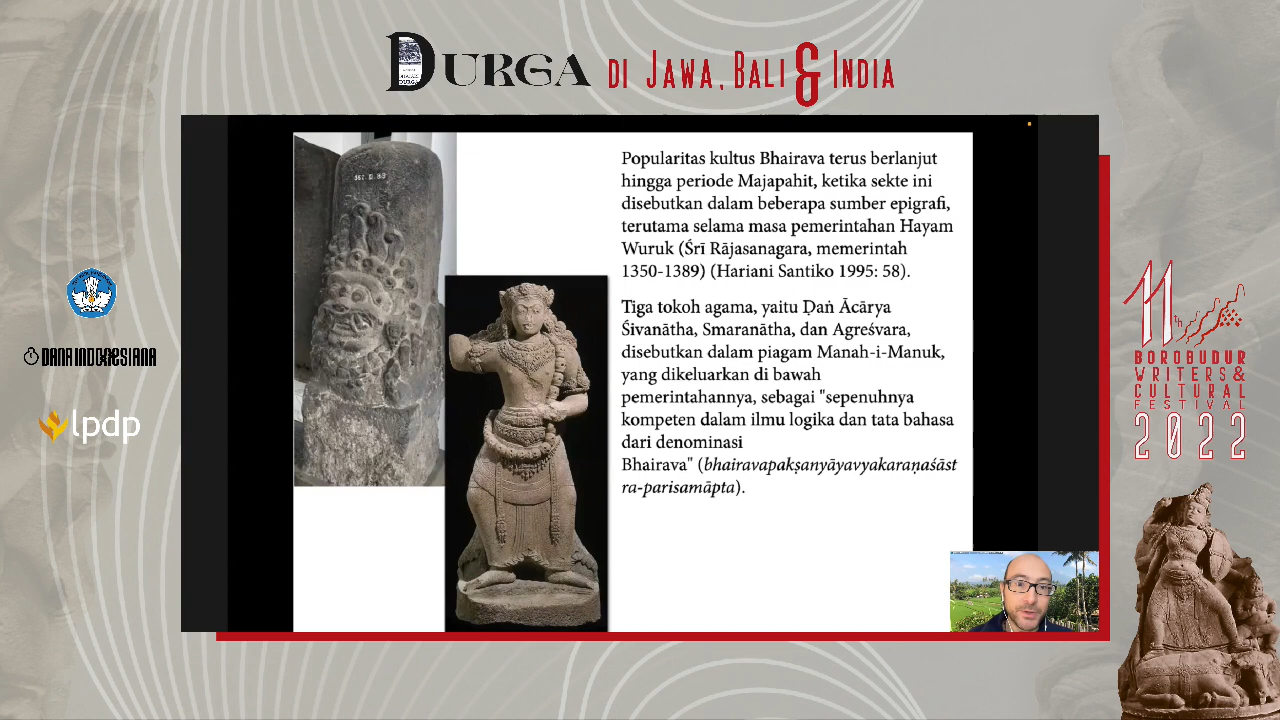 DURGA DI JAWA, BALI & INDIA
Popularitas kultus Bhairava terus berlanjut
hingga periode Majapahit, ketika sekte ini
disebutkan dalam beberapa sumber epigrafi,
terutama selama masa pemerintahan Hayam
Wuruk (Śrī Rājasanagara, memerintah
1350-1389) (Hariani Santiko 1995: 58).
Tiga tokoh agama, yaitu Ḍaṅ Ācārya
Śivanātha, Smaranātha, dan Agreśvara,
disebutkan dalam piagam Manah-i-Manuk,
yang dikeluarkan di bawah
pemerintahannya, sebagai "sepenuhnya
kompeten dalam ilmu logika dan tata bahasa
dari denominasi
Bhairava" (bhairavapakṣanyāyavyakaraṇaśāst
ra-parisamāpta).
DANA INDONESIANA
lpdp
11th
BOROBUDUR
WRITERS &
CULTURAL
FESTIVAL
2022